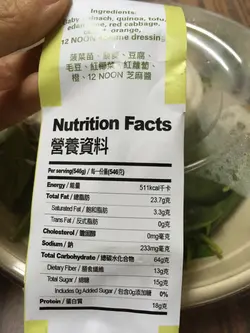 Ingredients:
Baby spinach, quinoa, tofu,
edamame, red cabbage,
orange,
12 NOON sesame dressing
菠菜苗、藜麥、豆腐、
毛豆、紅椰菜、紅蘿蔔、
橙、12 NOON 芝麻醬
Nutrition Facts
營養資料
Per serving(546g) / 每一份量(546克)
Energy / 能量 511kcal千卡
Total Fat / 總脂肪 23.7g克
Saturated Fat / 飽和脂肪 3.3g克
Trans Fat / 反式脂肪 0g克
Cholesterol / 膽固醇 0mg毫克
Sodium / 鈉 233mg毫克
Total Carbohydrate / 總碳水化合物 64g克
Dietary Fiber / 膳食纖維 13g克
Total Sugar / 總糖 15g克
Includes 0g Added Sugar / 包含0g添加糖 0%
Protein / 蛋白質 18g克